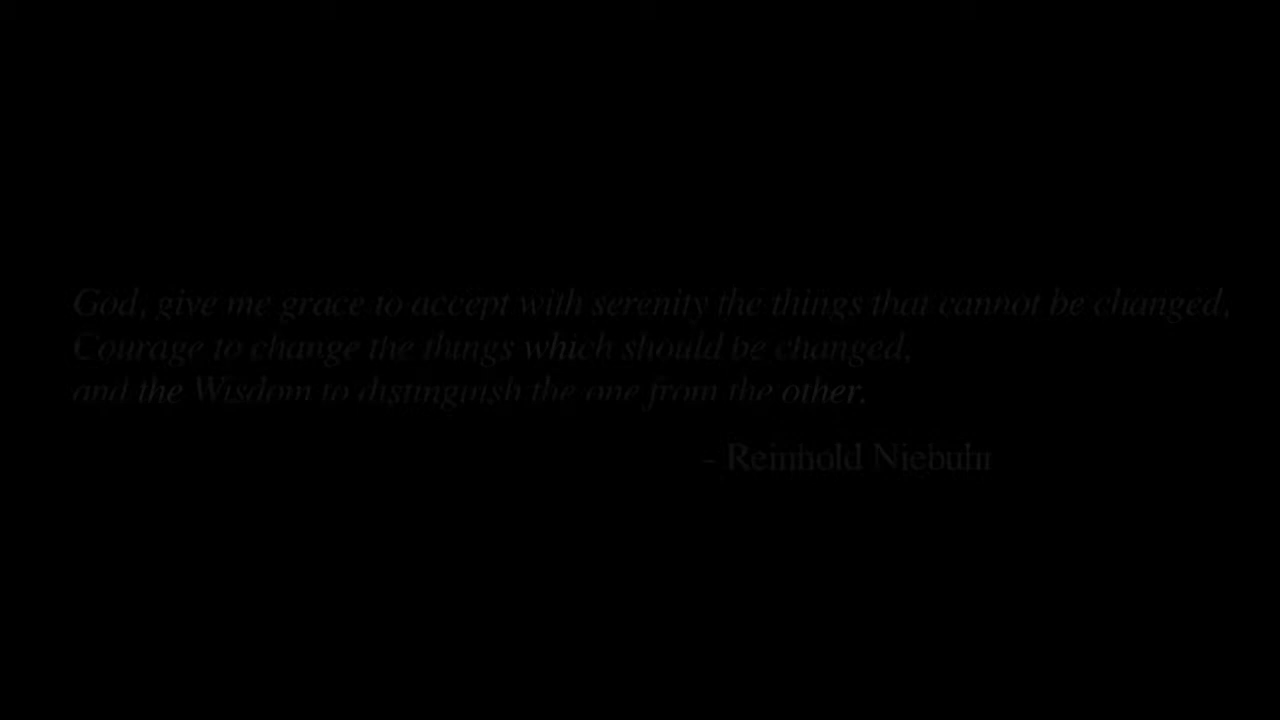 God, give me grace to accept with serenity the things that cannot be changed,
Courage to change the things which should be changed,
and the Wisdom to distinguish the one from the other.
- Reinhold Niebuhr